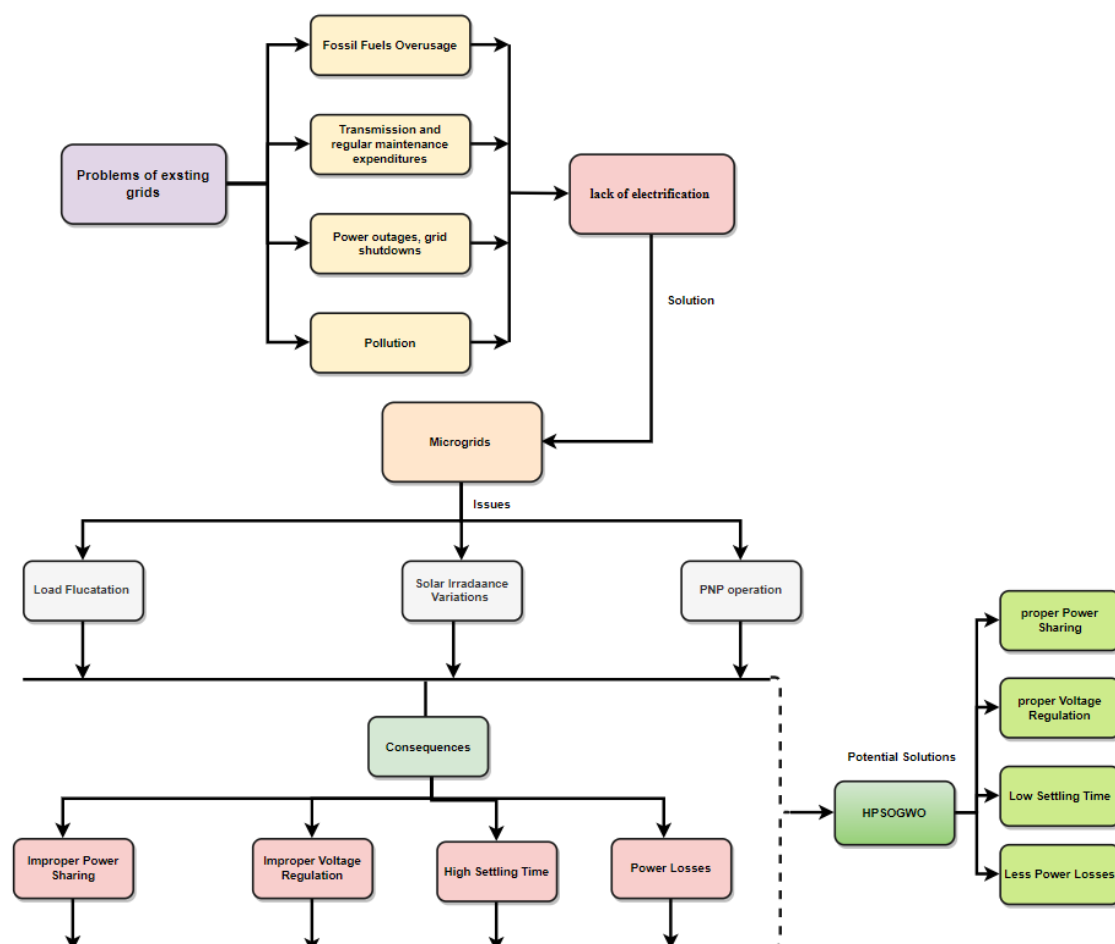 Fossil Fuels Overusage
Transmission and
regular maintenance
expenditures
Problems of exsting
grids
lack of electrification
Power outages, grid
shutdowns
Solution
Pollution
Microgrids
Issues
Load Flucatation
Solar Irradaance
Variations
PNP operation
proper Power
Sharing
proper Voltage
Regulation
Consequences
Potential Solutions
Low Settling Time
HPSOGWO
Improper Power
Sharing
Improper Voltage
Regulation
High Settling Time
Power Losses
Less Power Losses